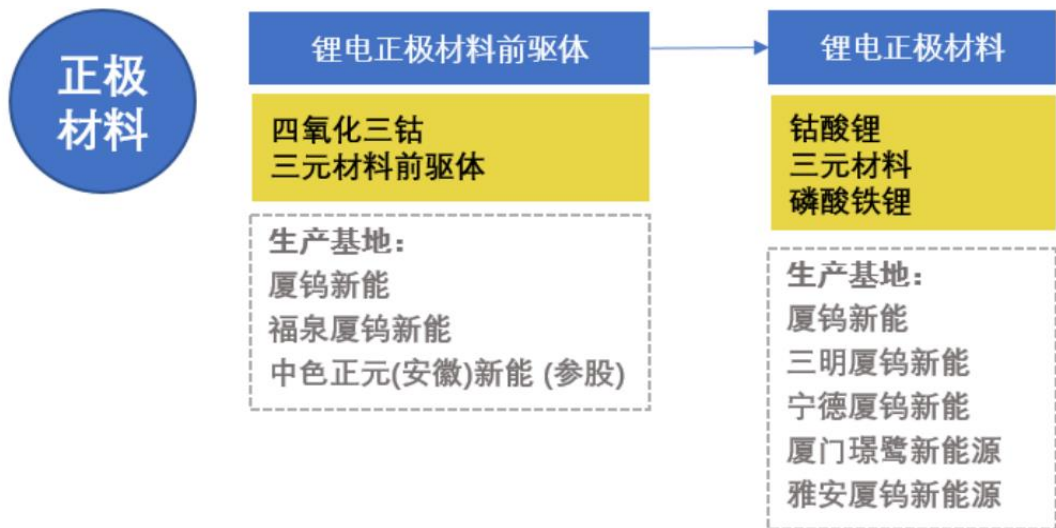 正极
材料
锂电正极材料前驱体
四氧化三钴
三元材料前驱体
生产基地：
厦钨新能
福泉厦钨新能
中色正元(安徽)新能 (参股)
锂电正极材料
钴酸锂
三元材料
磷酸铁锂
生产基地：
厦钨新能
三明厦钨新能
宁德厦钨新能
厦门璟鹭新能源
雅安厦钨新能源